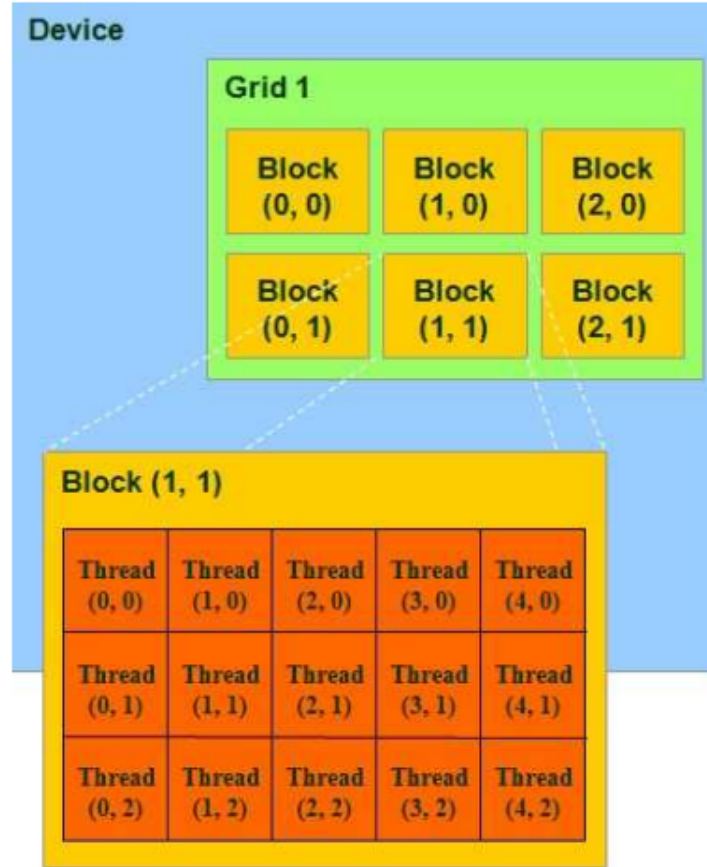 Device
Grid 1
Block
(0, 0)
Block
(1, 0)
Block
(2, 0)
Block
(0, 1)
Block
(1, 1)
Block
(2, 1)
Block (1, 1)
Thread
(0, 0)
Thread
(1, 0)
Thread
(2, 0)
Thread
(3, 0)
Thread
(4, 0)
Thread
(0, 1)
Thread
(1, 1)
Thread
(2, 1)
Thread
(3, 1)
Thread
(4, 1)
Thread
(0, 2)
Thread
(1, 2)
Thread
(2, 2)
Thread
(3, 2)
Thread
(4, 2)